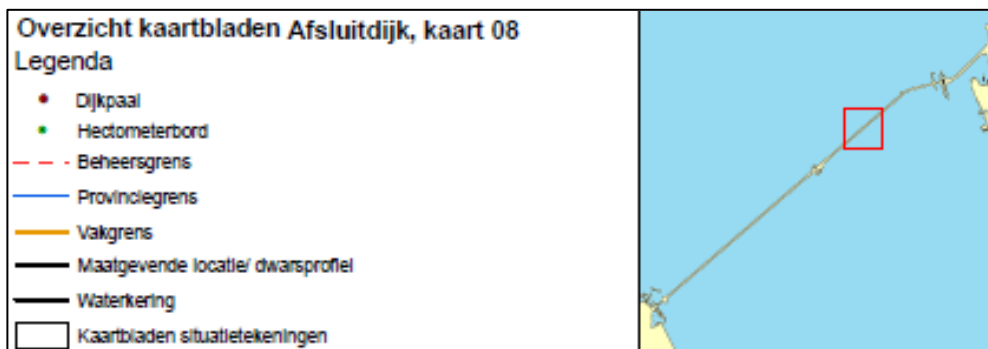 Overzicht kaartbladen Afsluitdijk, kaart 08
Legenda
Dijkpaal
Hectometerbord
Beheersgrens
Provinciegrens
Vakgrens
Maatgevende locatie/ dwarsprofiel
Waterkering
Kaartbladen situatietekeningen